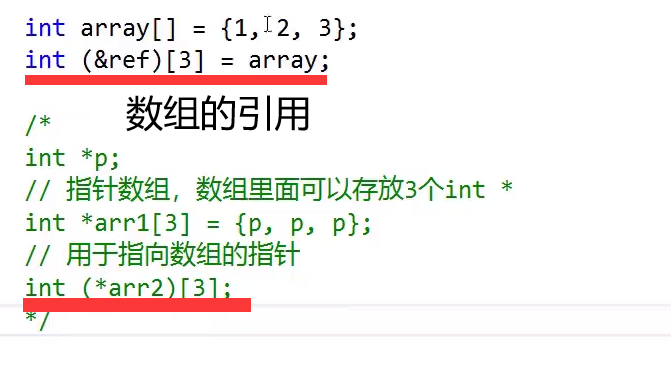 int array[] = {1, 2, 3};
int (&ref)[3] = array;
数组的引用
/*
int *p;
// 指针数组，数组里面可以存放3个int *
int *arr1[3] = {p, p, p};
// 用于指向数组的指针
int (*arr2)[3];
*/